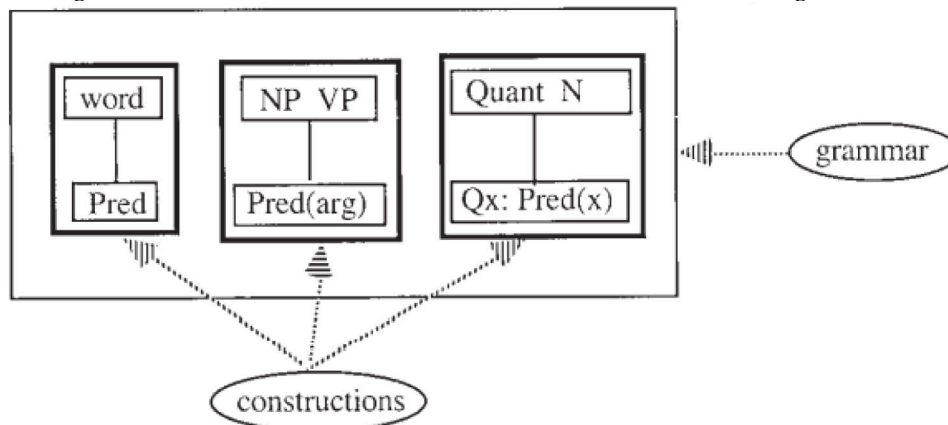 word
Pred
NP VP
Pred(arg)
Quant N
Qx: Pred(x)
grammar
constructions